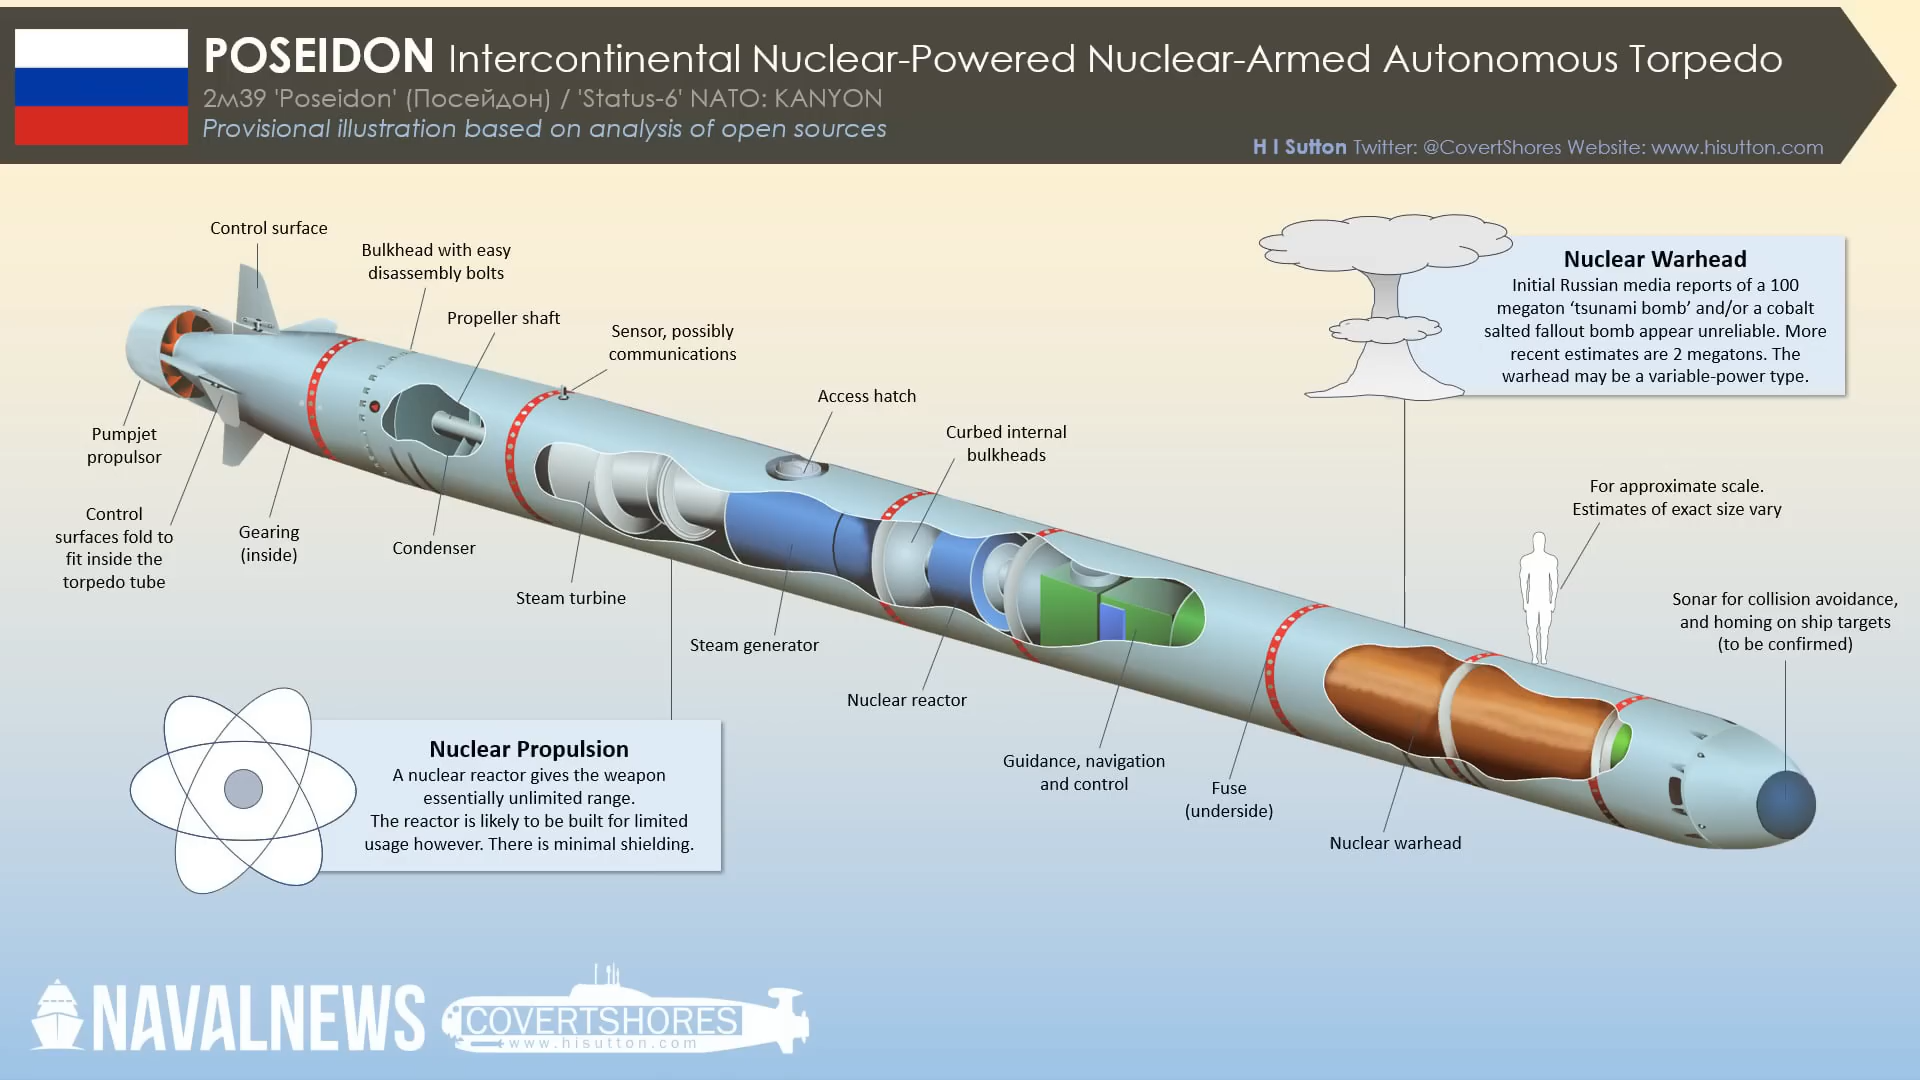 POSEIDON Intercontinental Nuclear-Powered Nuclear-Armed Autonomous Torpedo
2м39 'Poseidon' (Посейдон) / 'Status-6' NATO: KANYON
Provisional illustration based on analysis of open sources
H I Sutton Twitter: @CovertShores Website: www.hisutton.com
Control surface
Bulkhead with easy
disassembly bolts
Propeller shaft
Sensor, possibly
communications
Access hatch
Curbed internal
bulkheads
Nuclear Warhead
Initial Russian media reports of a 100
megaton ‘tsunami bomb’ and/or a cobalt
salted fallout bomb appear unreliable. More
recent estimates are 2 megatons. The
warhead may be a variable-power type.
For approximate scale.
Estimates of exact size vary
Sonar for collision avoidance,
and homing on ship targets
(to be confirmed)
Pumpjet
propulsor
Control
surfaces fold to
fit inside the
torpedo tube
Gearing
(inside)
Condenser
Steam turbine
Steam generator
Nuclear reactor
Guidance, navigation
and control
Fuse
(underside)
Nuclear warhead
Nuclear Propulsion
A nuclear reactor gives the weapon
essentially unlimited range.
The reactor is likely to be built for limited
usage however. There is minimal shielding.
NAVALNEWS
COVERTSHORES
www.hisutton.com